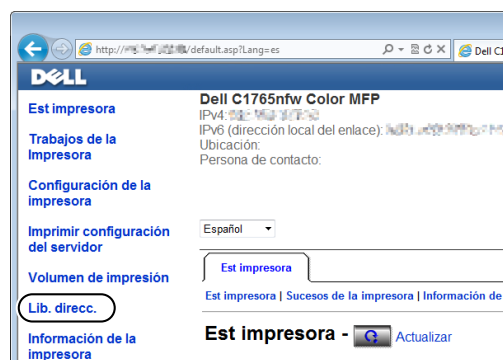 http:// /default.asp?Lang=es
Dell C1
DELL
Est impresora
Trabajos de la
Impresora
Configuración de la
impresora
Imprimir configuración
del servidor
Volumen de impresión
Lib. direcc.
Información de la
impresora
Dell C1765nfw Color MFP
IPv4:
IPv6 (dirección local del enlace):
Ubicación:
Persona de contacto:
Español
Est impresora
Est impresora | Sucesos de la impresora | Información de
Est impresora - Actualizar